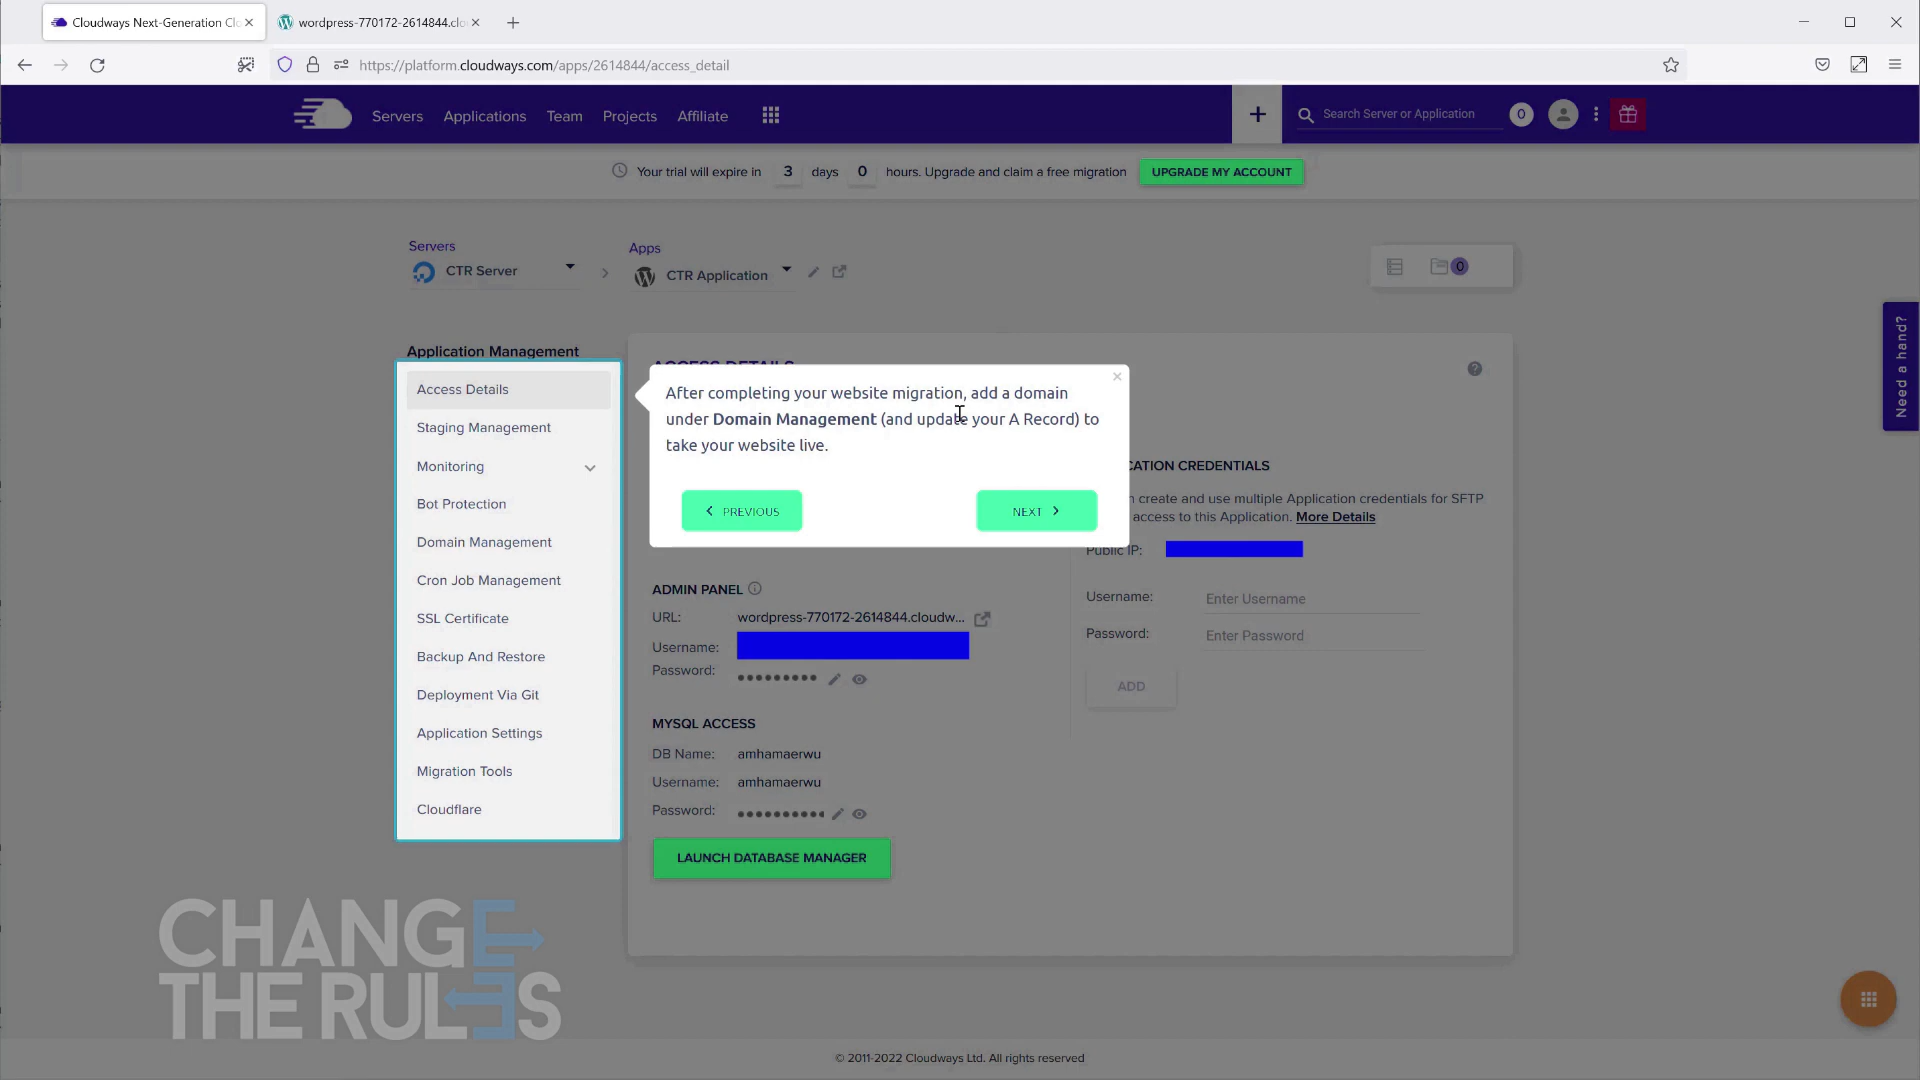 Cloudways Next-Generation Cl
wordpress-770172-2614844.clo
https://platform.cloudways.com/apps/2614844/access_detail
Servers
Applications
Team
Projects
Affiliate
Search Server or Application
0
Your trial will expire in 3 days 0 hours. Upgrade and claim a free migration
UPGRADE MY ACCOUNT
Servers
CTR Server
Apps
CTR Application
0
Need a hand?
Application Management
Access Details
Staging Management
Monitoring
Bot Protection
Domain Management
Cron Job Management
SSL Certificate
Backup And Restore
Deployment Via Git
Application Settings
Migration Tools
Cloudflare
ACCESS DETAILS
After completing your website migration, add a domain
under Domain Management (and update your A Record) to
take your website live.
PREVIOUS
NEXT
CATION CREDENTIALS
create and use multiple Application credentials for SFTP
access to this Application. More Details
Public IP:
Username: Enter Username
Password: Enter Password
ADD
ADMIN PANEL
URL: wordpress-770172-2614844.cloudw...
Username:
Password:
MYSQL ACCESS
DB Name: amhamaerwu
Username: amhamaerwu
Password:
LAUNCH DATABASE MANAGER
CHANGE
THE RULES
© 2011-2022 Cloudways Ltd. All rights reserved